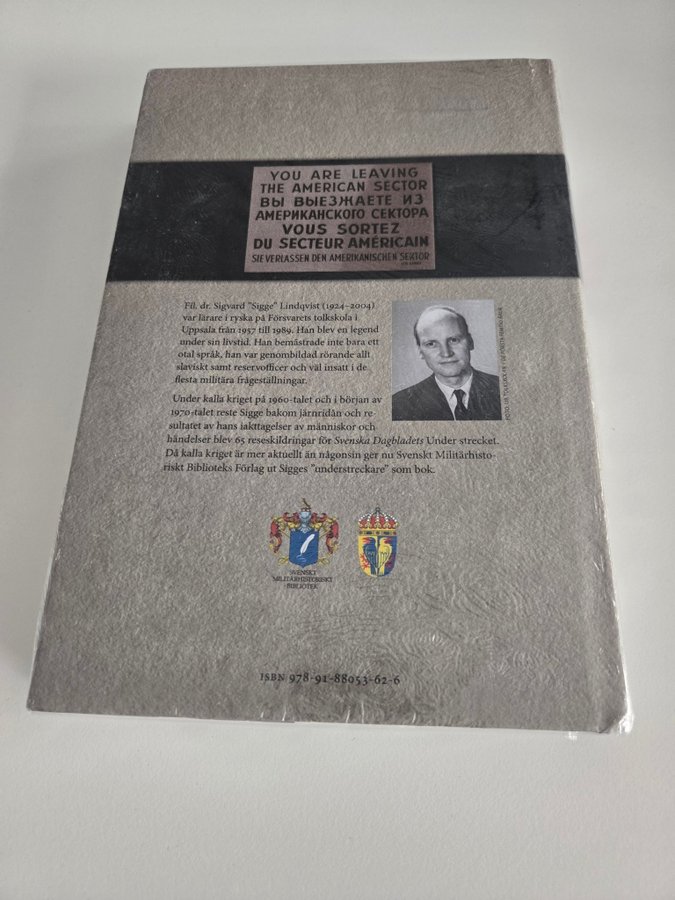 YOU ARE LEAVING
THE AMERICAN SECTOR
ВЫ ВЫЕЗЖАЕТЕ ИЗ
АМЕРИКАНСКОГО СЕКТОРА
VOUS SORTEZ
DU SECTEUR AMÉRICAIN
SIE VERLASSEN DEN AMERIKANISCHEN SEKTOR
Fil. dr. Sigvard "Sigge" Lindqvist (1924–2004)
var lärare i ryska på Försvarets tolkskola i
Uppsala från 1957 till 1989. Han blev en legend
under sin livstid. Han bemästrade inte bara ett
otal språk, han var genombildad rörande allt
slaviskt samt reservofficer och väl insatt i de
flesta militära frågeställningar.
Under kalla kriget på 1960-talet och i början av
1970-talet reste Sigge bakom järnridån och re-
sultatet av hans iakttagelser av människor och
händelser blev 65 reseskildringar för Svenska Dagbladets Under strecket.
Då kalla kriget är mer aktuellt än någonsin ger nu Svenskt Militärhisto-
riskt Biblioteks Förlag ut Sigges "understreckare" som bok.
SVENSKT
MILITÄRHISTORISKT
BIBLIOTEK
ISBN 978-91-88053-62-6